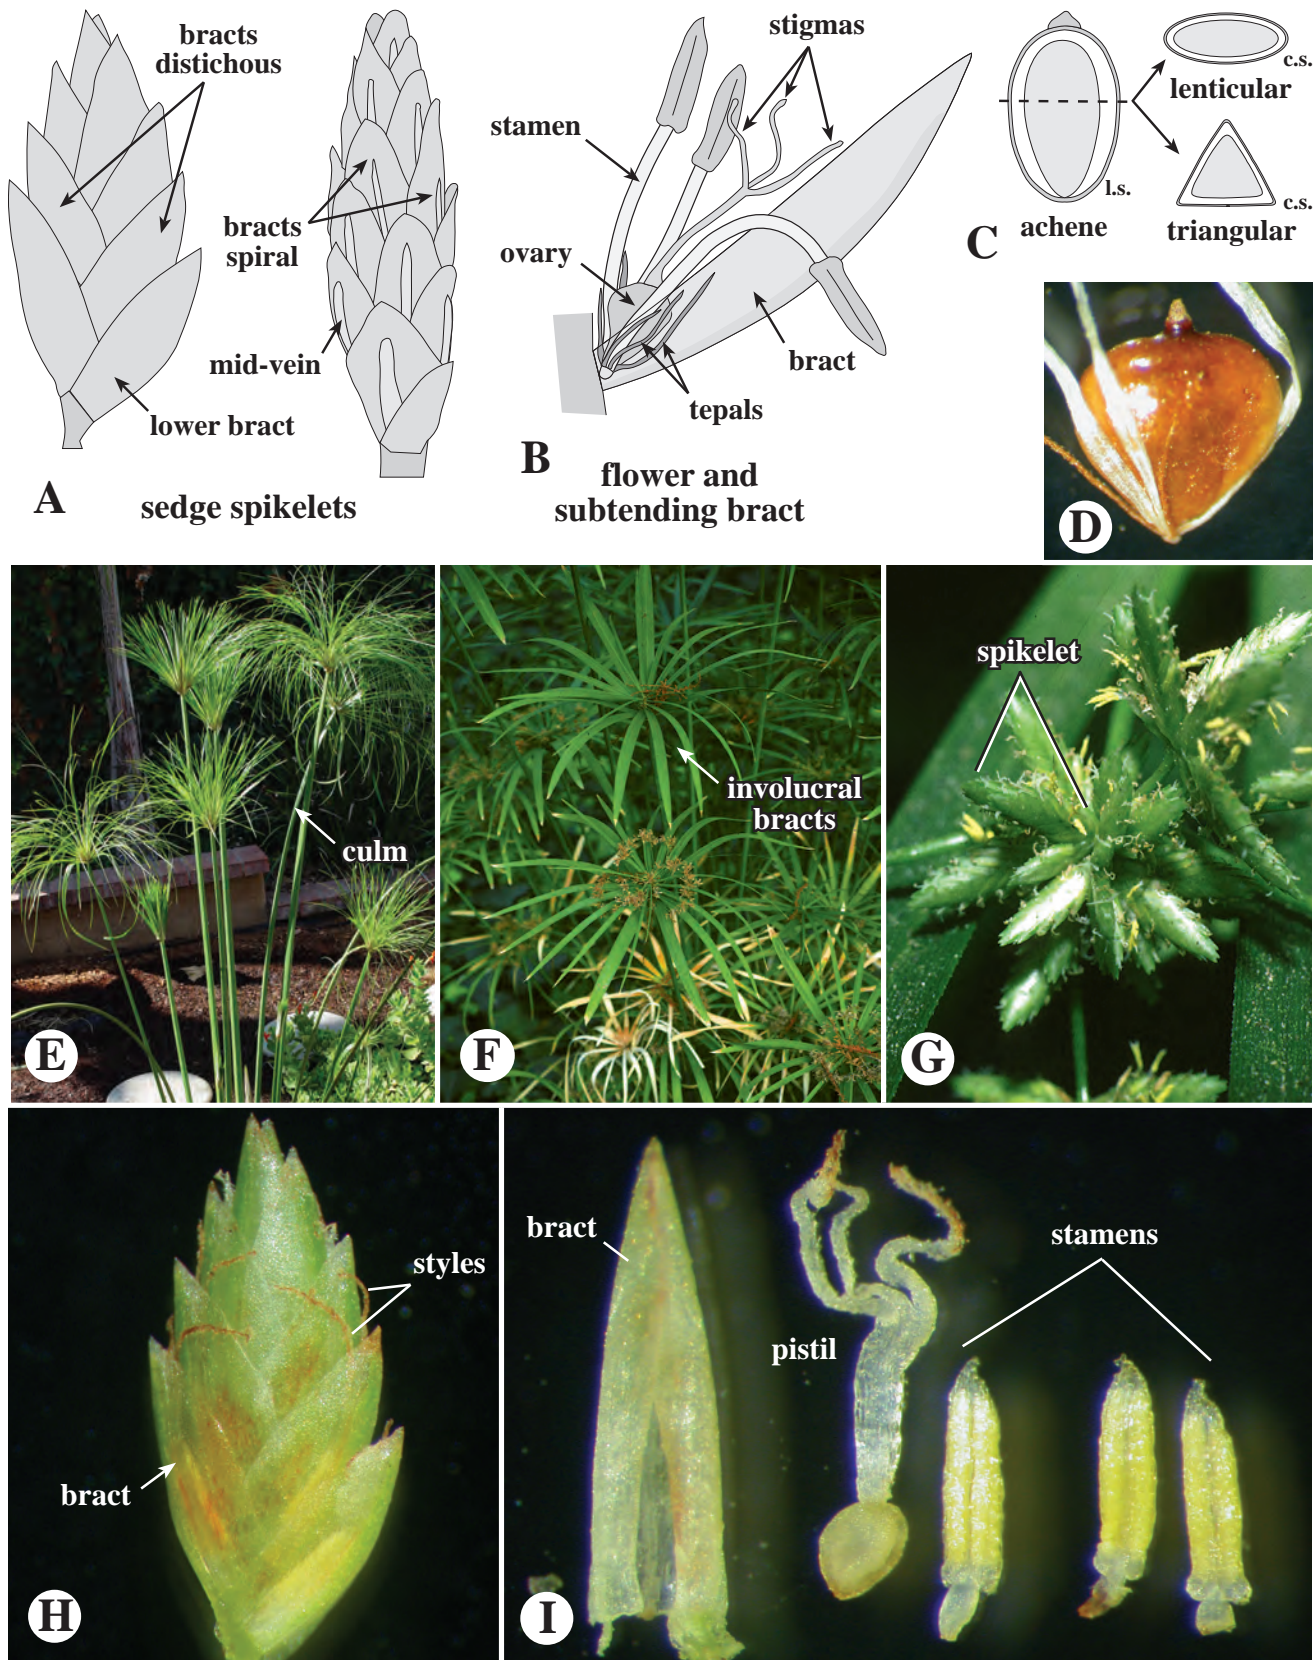 bracts
distichous
bracts
spiral
mid-vein
lower bract
A
sedge spikelets
stigmas
stamen
ovary
bract
tepals
B
flower and
subtending bract
c.s.
lenticular
l.s.
c.s.
C
achene
triangular
D
culm
E
involucral
bracts
F
spikelet
G
styles
bract
H
bract
pistil
stamens
I